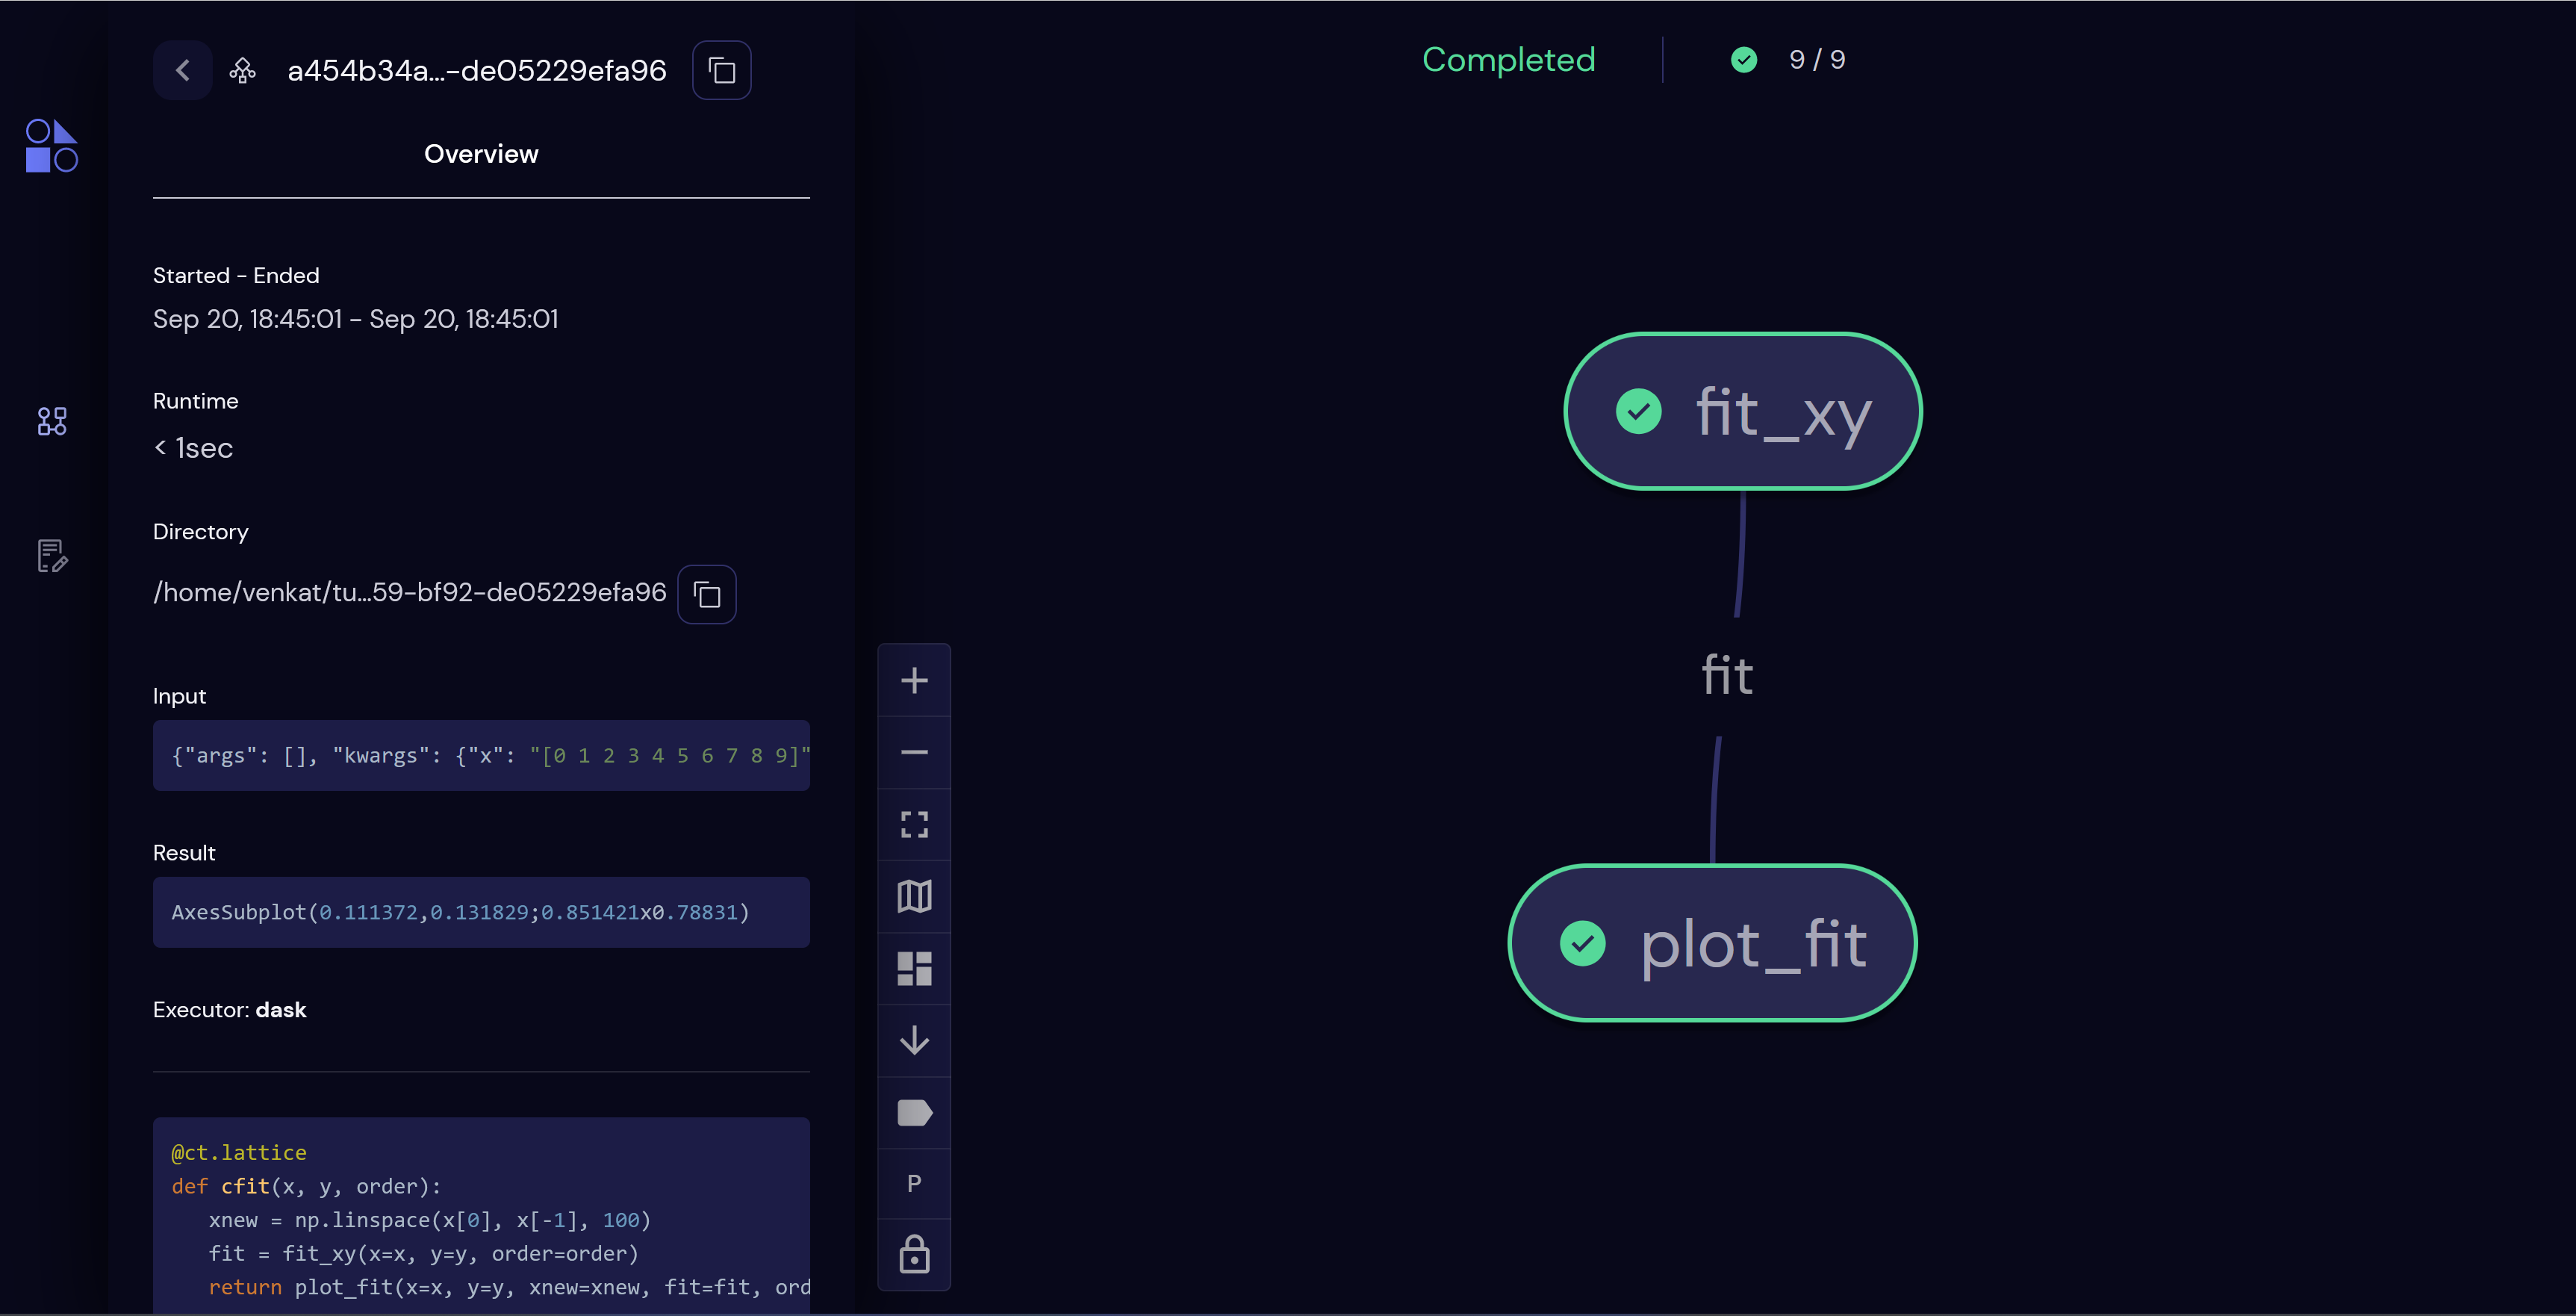 a454b34a...-de05229efa96
Completed
9 / 9
Overview
Started - Ended
Sep 20, 18:45:01 - Sep 20, 18:45:01
Runtime
< 1sec
Directory
/home/venkat/tu...59-bf92-de05229efa96
Input
{"args": [], "kwargs": {"x": "[0 1 2 3 4 5 6 7 8 9]"
Result
AxesSubplot(0.111372,0.131829;0.851421x0.78831)
Executor: dask
@ct.lattice
def cfit(x, y, order):
xnew = np.linspace(x[0], x[-1], 100)
fit = fit_xy(x=x, y=y, order=order)
return plot_fit(x=x, y=y, xnew=xnew, fit=fit, ord
P
fit_xy
fit
plot_fit